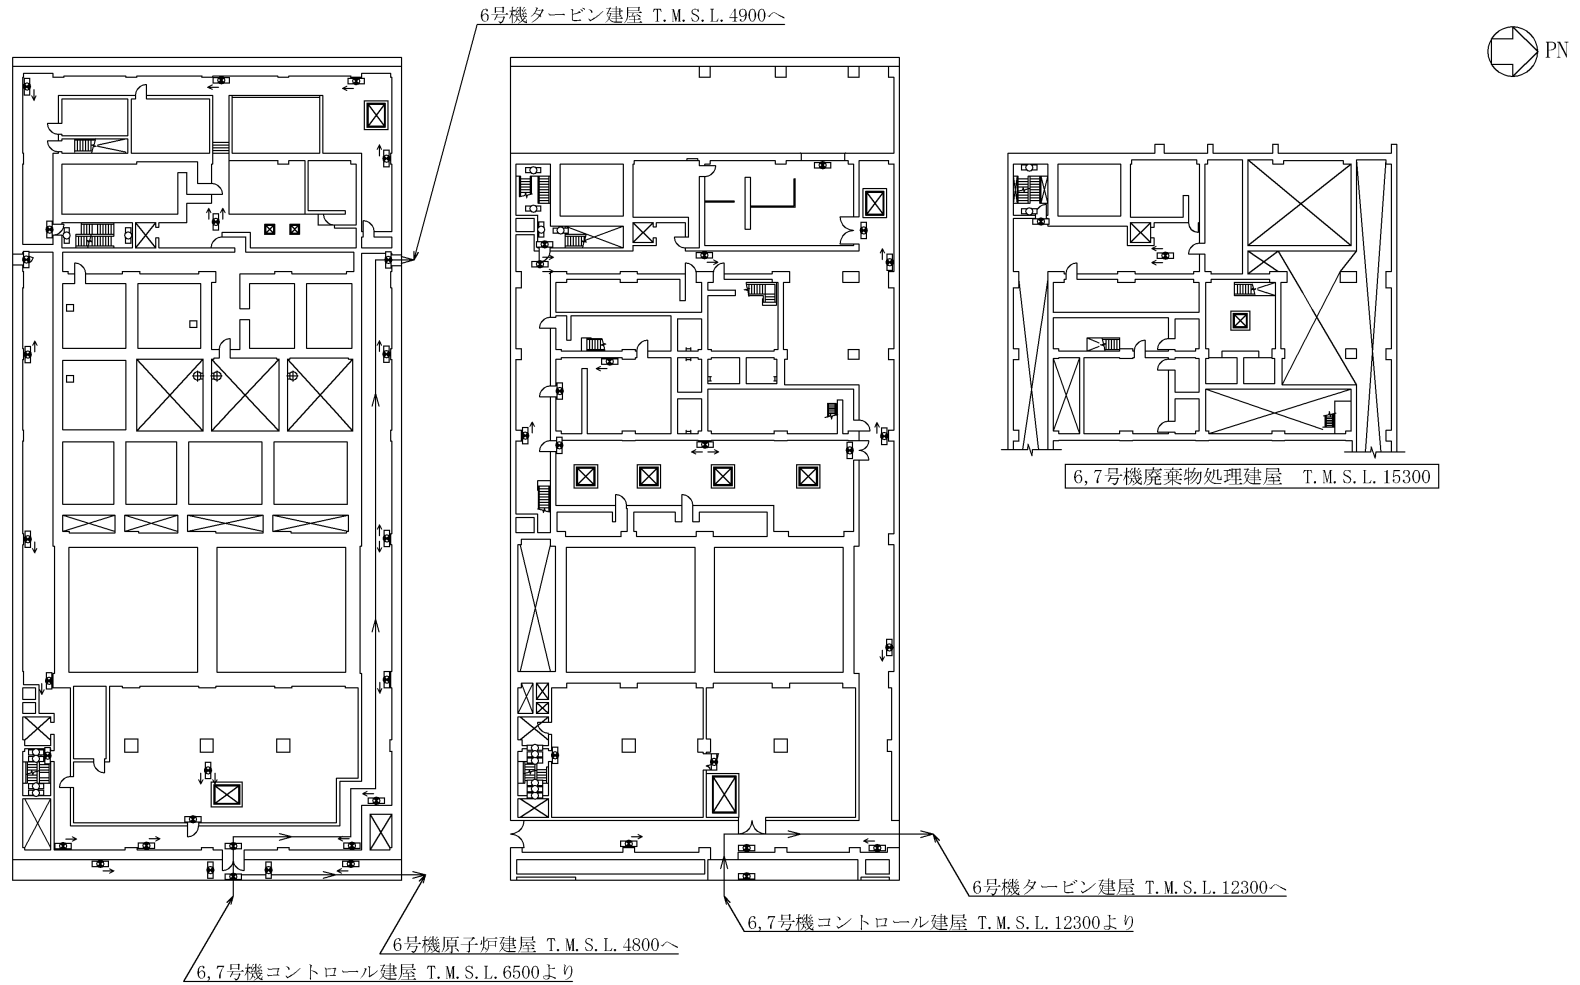 6号機タービン建屋 T.M.S.L.4900へ
PN
6,7号機廃棄物処理建屋　T.M.S.L.15300
6号機タービン建屋 T.M.S.L.12300へ
6,7号機コントロール建屋 T.M.S.L.12300より
6号機原子炉建屋 T.M.S.L.4800へ
6,7号機コントロール建屋 T.M.S.L.6500より